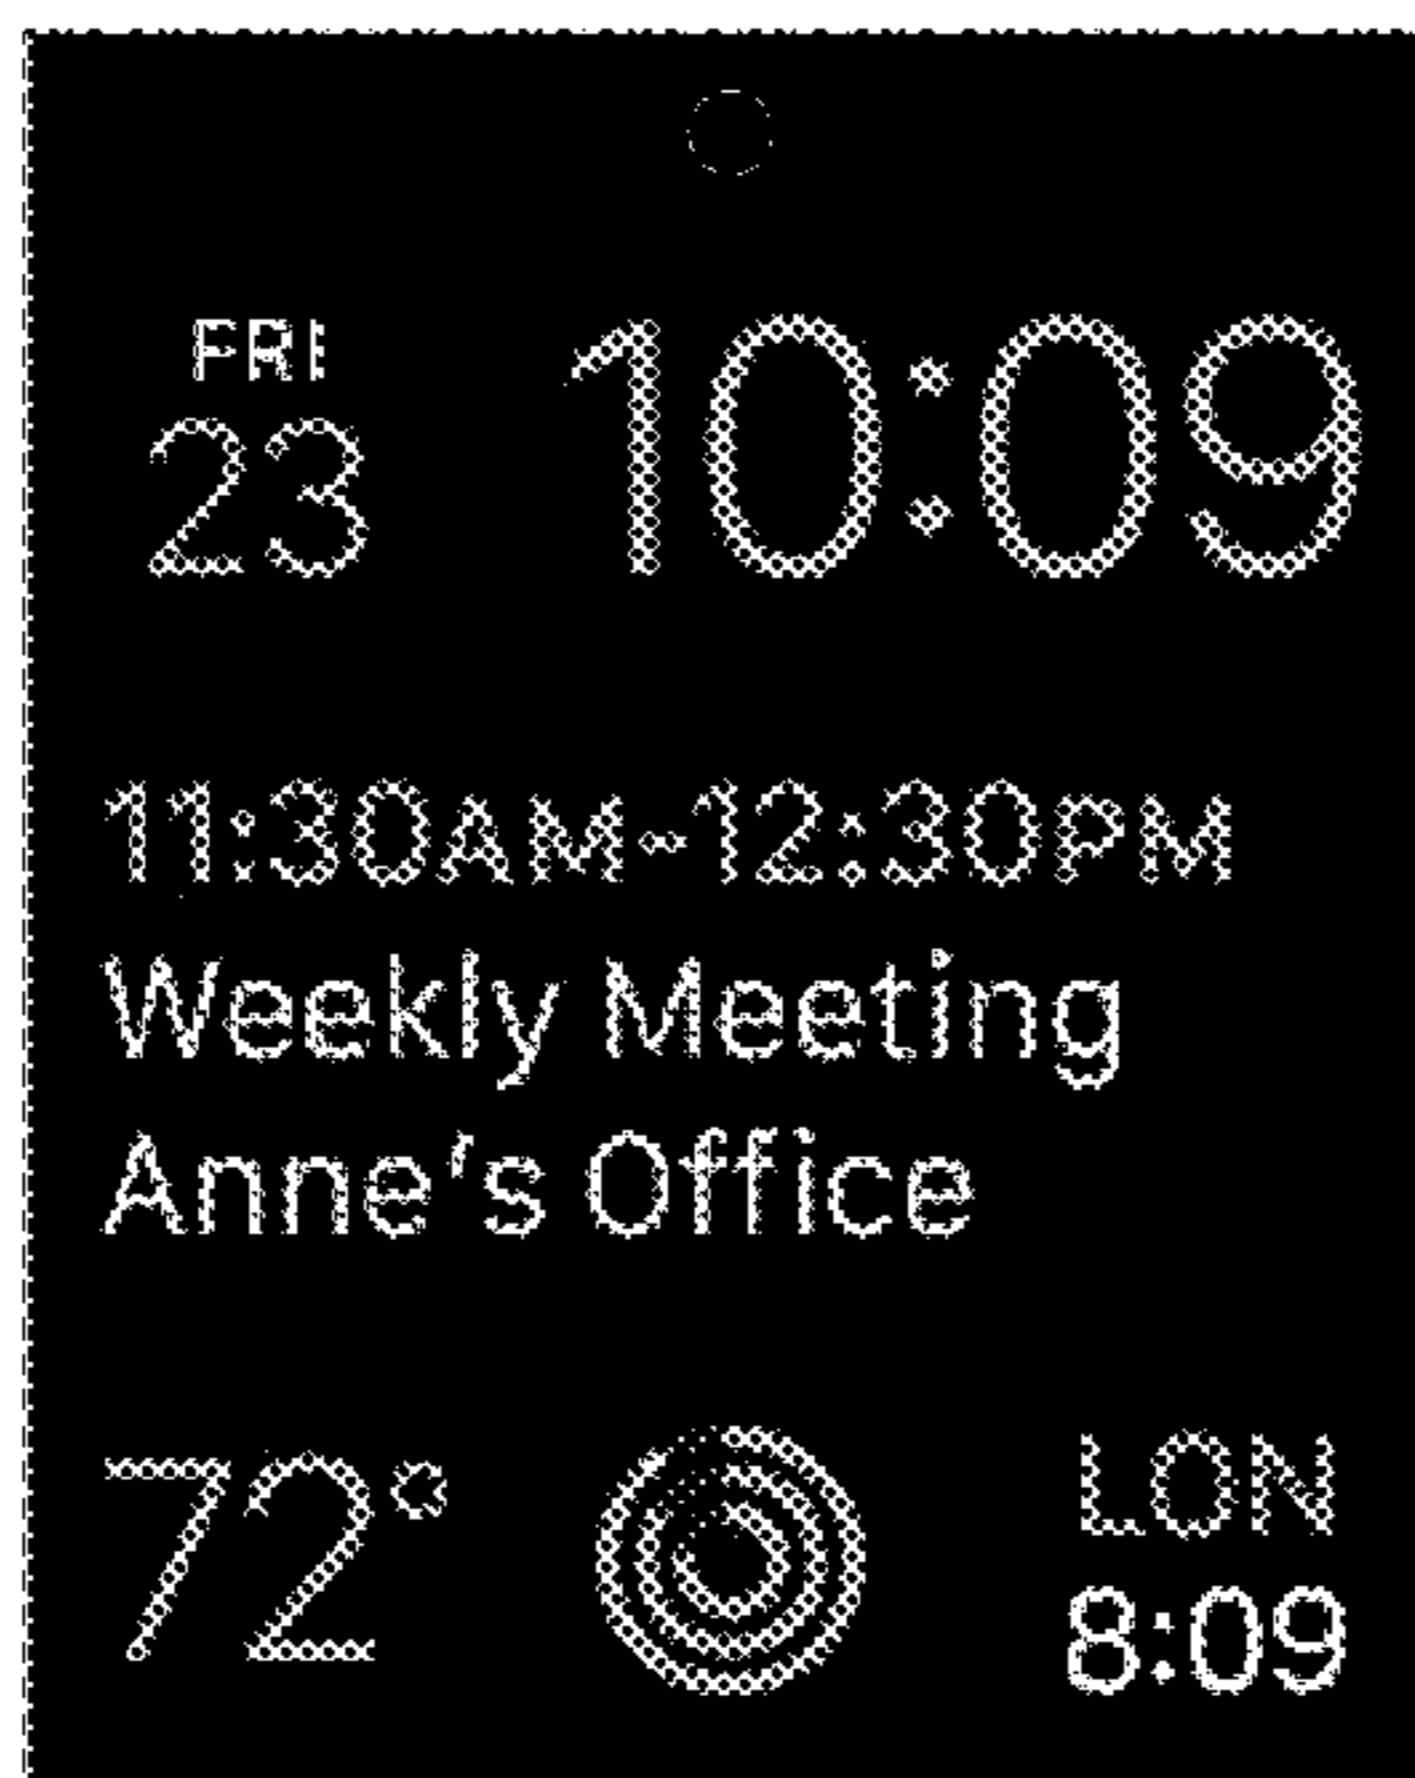 FRI
23
10:09
11:30AM-12:30PM
Weekly Meeting
Anne's Office
72°
LON
8:09